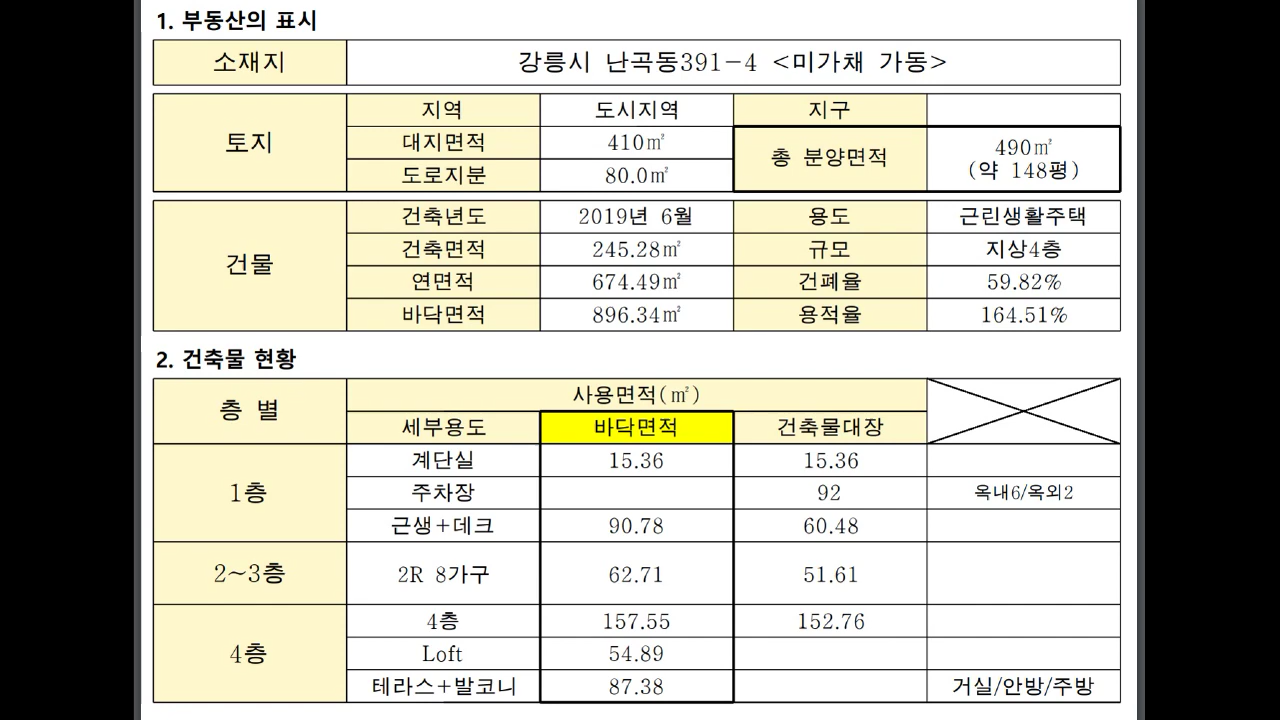 1. 부동산의 표시
소재지 강릉시 난곡동391-4 <미가채 가동>
토지 지역 도시지역 지구
대지면적 410㎡ 총 분양면적 490㎡
(약 148평)
도로지분 80.0㎡
건물 건축년도 2019년 6월 용도 근린생활주택
건축면적 245.28㎡ 규모 지상4층
연면적 674.49㎡ 건폐율 59.82%
바닥면적 896.34㎡ 용적율 164.51%
2. 건축물 현황
층 별 사용면적(㎡)
세부용도 바닥면적 건축물대장
1층 계단실 15.36 15.36
주차장 92 옥내6/옥외2
근생+데크 90.78 60.48
2~3층 2R 8가구 62.71 51.61
4층 4층 157.55 152.76
Loft 54.89
테라스+발코니 87.38 거실/안방/주방